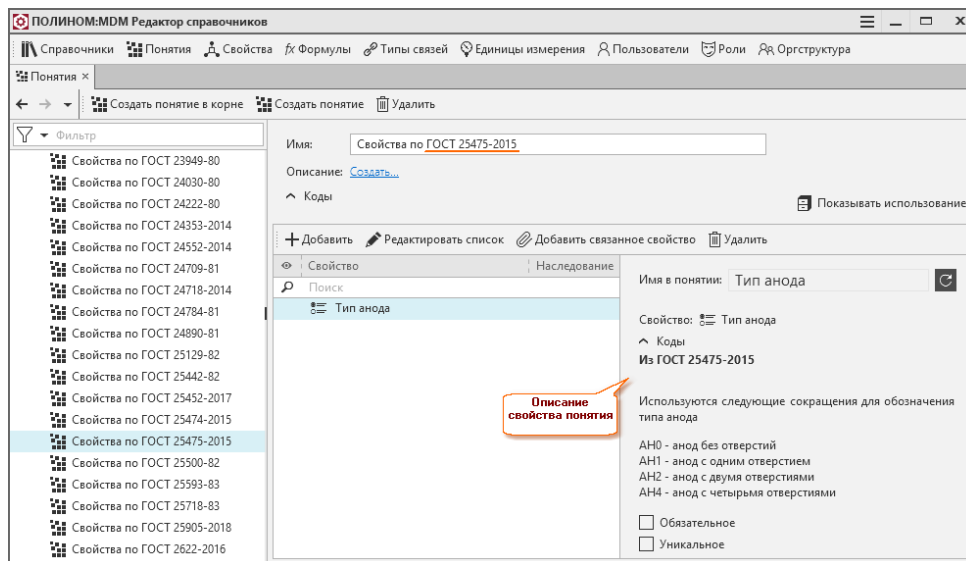 ПОЛИНОМ:MDM Редактор справочников
Справочники Понятия Свойства fx Формулы Типы связей Единицы измерения Пользователи Роли Оргструктура
Понятия ×
Создать понятие в корне Создать понятие Удалить
Фильтр
Свойства по ГОСТ 23949-80
Свойства по ГОСТ 24030-80
Свойства по ГОСТ 24222-80
Свойства по ГОСТ 24353-2014
Свойства по ГОСТ 24552-2014
Свойства по ГОСТ 24709-81
Свойства по ГОСТ 24718-2014
Свойства по ГОСТ 24784-81
Свойства по ГОСТ 24890-81
Свойства по ГОСТ 25129-82
Свойства по ГОСТ 25442-82
Свойства по ГОСТ 25452-2017
Свойства по ГОСТ 25474-2015
Свойства по ГОСТ 25475-2015
Свойства по ГОСТ 25500-82
Свойства по ГОСТ 25593-83
Свойства по ГОСТ 25718-83
Свойства по ГОСТ 25905-2018
Свойства по ГОСТ 2622-2016
Имя: Свойства по ГОСТ 25475-2015
Описание: Создать...
Коды
Показывать использование
Добавить Редактировать список Добавить связанное свойство Удалить
Свойство Наследование
Поиск
Тип анода
Имя в понятии: Тип анода
Свойство: Тип анода
Коды
Из ГОСТ 25475-2015
Описание
свойства понятия
Используются следующие сокращения для обозначения
типа анода
АН0 - анод без отверстий
АН1 - анод с одним отверстием
АН2 - анод с двумя отверстиями
АН4 - анод с четырьмя отверстиями
Обязательное
Уникальное